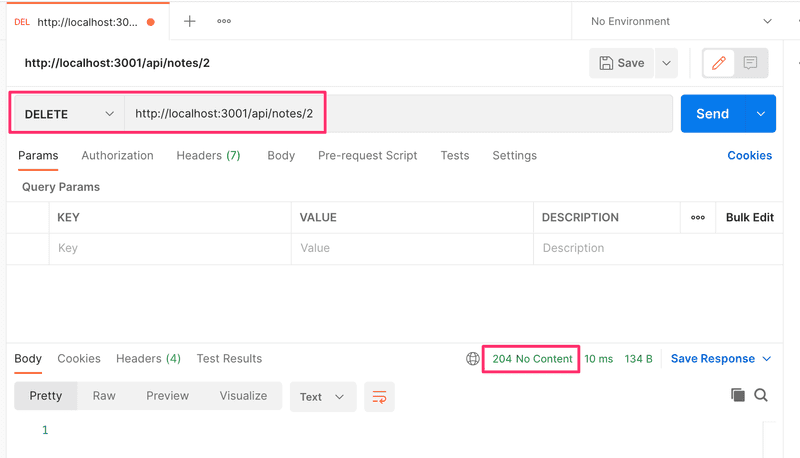 DEL http://localhost:30... No Environment
http://localhost:3001/api/notes/2 Save
DELETE http://localhost:3001/api/notes/2 Send
Params Authorization Headers (7) Body Pre-request Script Tests Settings Cookies
Query Params
KEY VALUE DESCRIPTION Bulk Edit
Key Value Description
Body Cookies Headers (4) Test Results 204 No Content 10 ms 134 B Save Response
Pretty Raw Preview Visualize Text
1